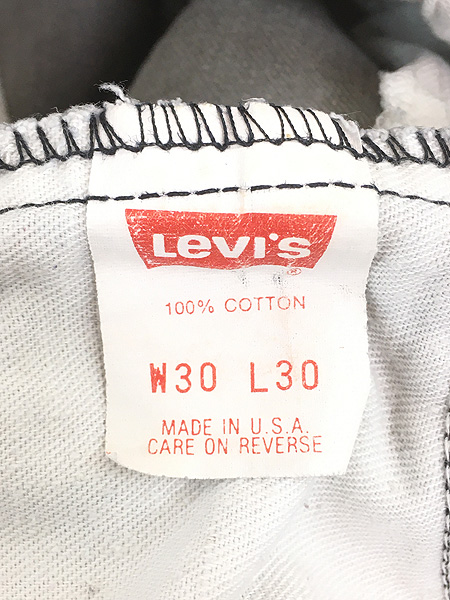 Levi's ®
100% COTTON
W30 L30
MADE IN U.S.A.
CARE ON REVERSE